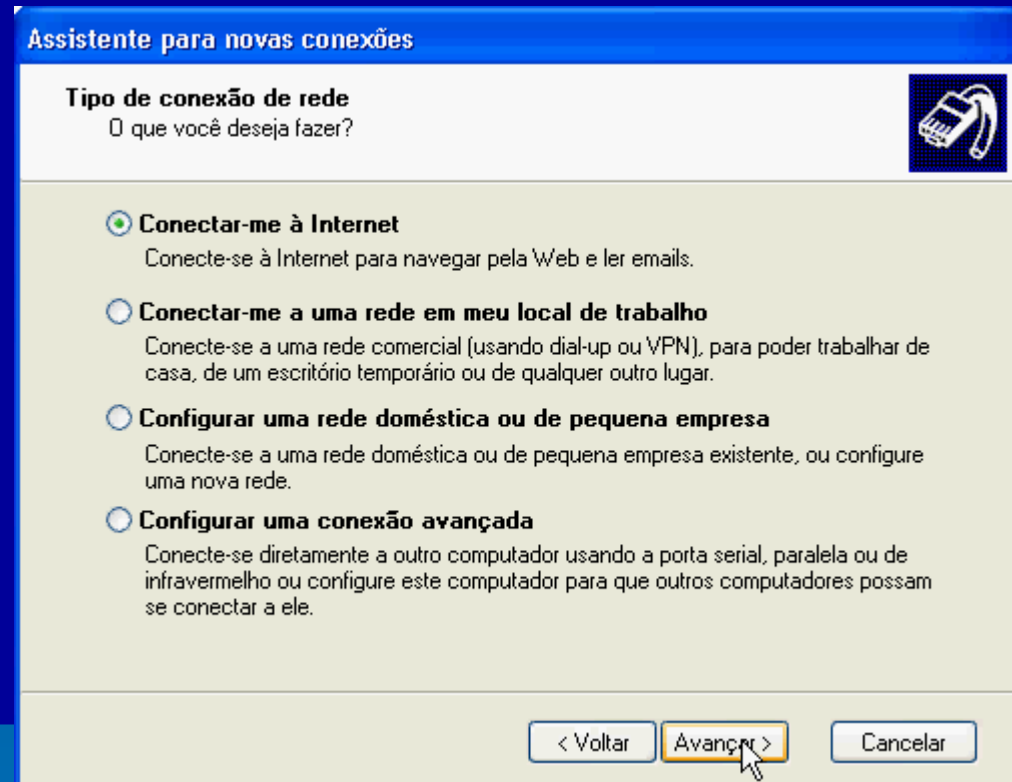 Assistente para novas conexões
Tipo de conexão de rede
O que você deseja fazer?
Conectar-me à Internet
Conecte-se à Internet para navegar pela Web e ler emails.
Conectar-me a uma rede em meu local de trabalho
Conecte-se a uma rede comercial (usando dial-up ou VPN), para poder trabalhar de
casa, de um escritório temporário ou de qualquer outro lugar.
Configurar uma rede doméstica ou de pequena empresa
Conecte-se a uma rede doméstica ou de pequena empresa existente, ou configure
uma nova rede.
Configurar uma conexão avançada
Conecte-se diretamente a outro computador usando a porta serial, paralela ou de
infravermelho ou configure este computador para que outros computadores possam
se conectar a ele.
< Voltar Avançar > Cancelar